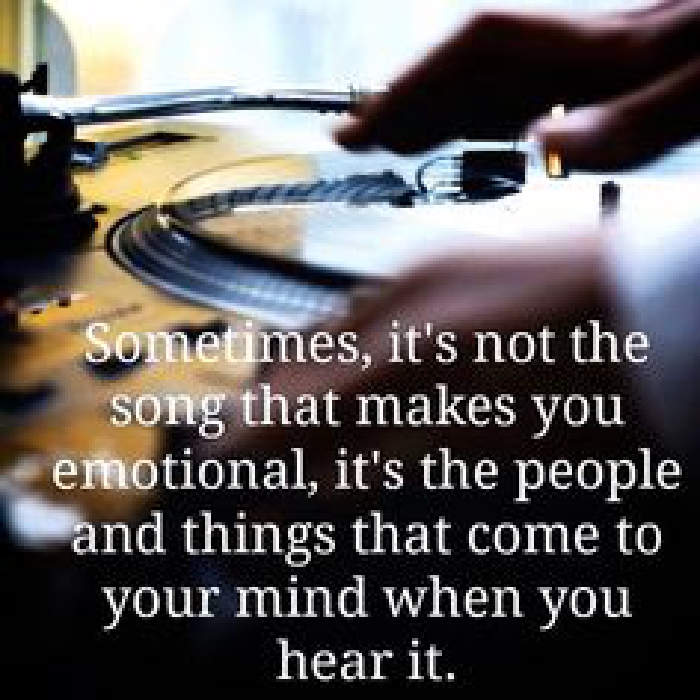 Sometimes, it's not the
song that makes you
emotional, it's the people
and things that come to
your mind when you
hear it.